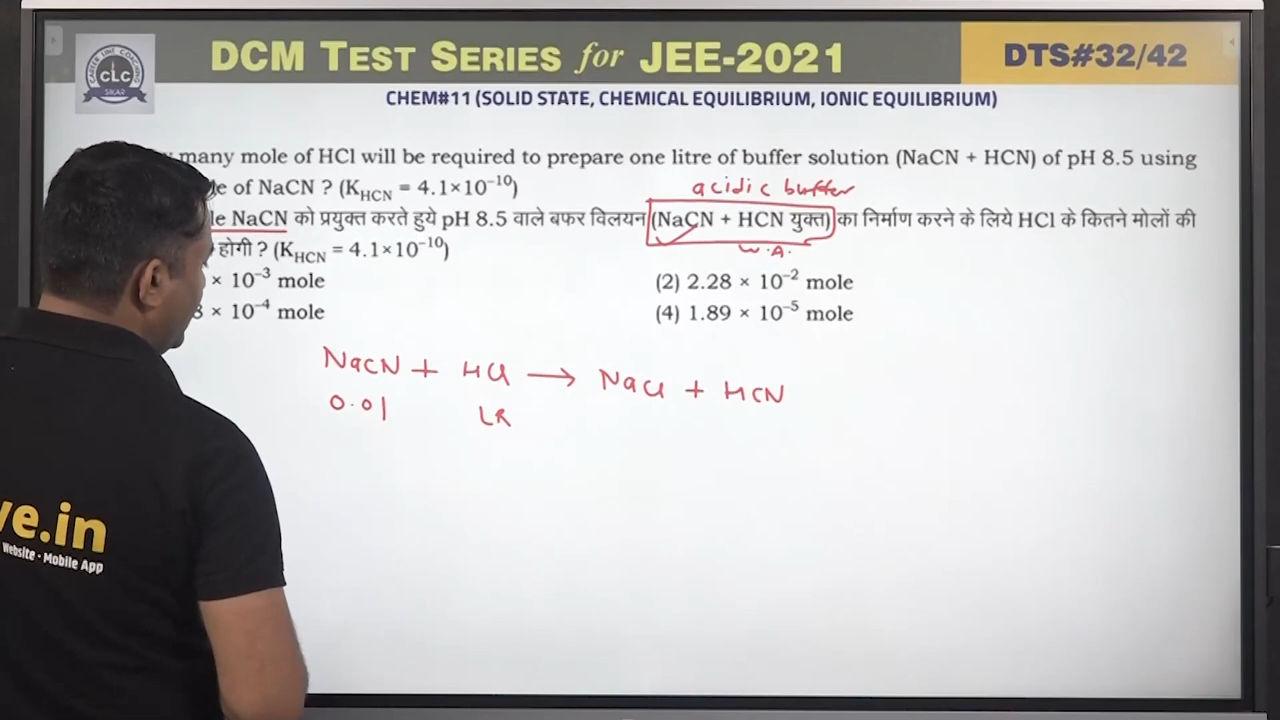 DCM TEST SERIES for JEE-2021
DTS#32/42
CAREER LINE COACHING
CLC
SIKAR
CHEM#11 (SOLID STATE, CHEMICAL EQUILIBRIUM, IONIC EQUILIBRIUM)
many mole of HCl will be required to prepare one litre of buffer solution (NaCN + HCN) of pH 8.5 using
of NaCN ? (K_HCN = 4.1×10⁻¹⁰)
acidic buffer
NaCN को प्रयुक्त करते हुये pH 8.5 वाले बफर विलयन (NaCN + HCN युक्त) का निर्माण करने के लिये HCl के कितने मोलों की
होगी ? (K_HCN = 4.1×10⁻¹⁰)
W.A.
× 10⁻³ mole
(2) 2.28 × 10⁻² mole
× 10⁻⁴ mole
(4) 1.89 × 10⁻⁵ mole
NaCN + HCl → NaCl + HCN
0.01 LR
ve.in
Website • Mobile App